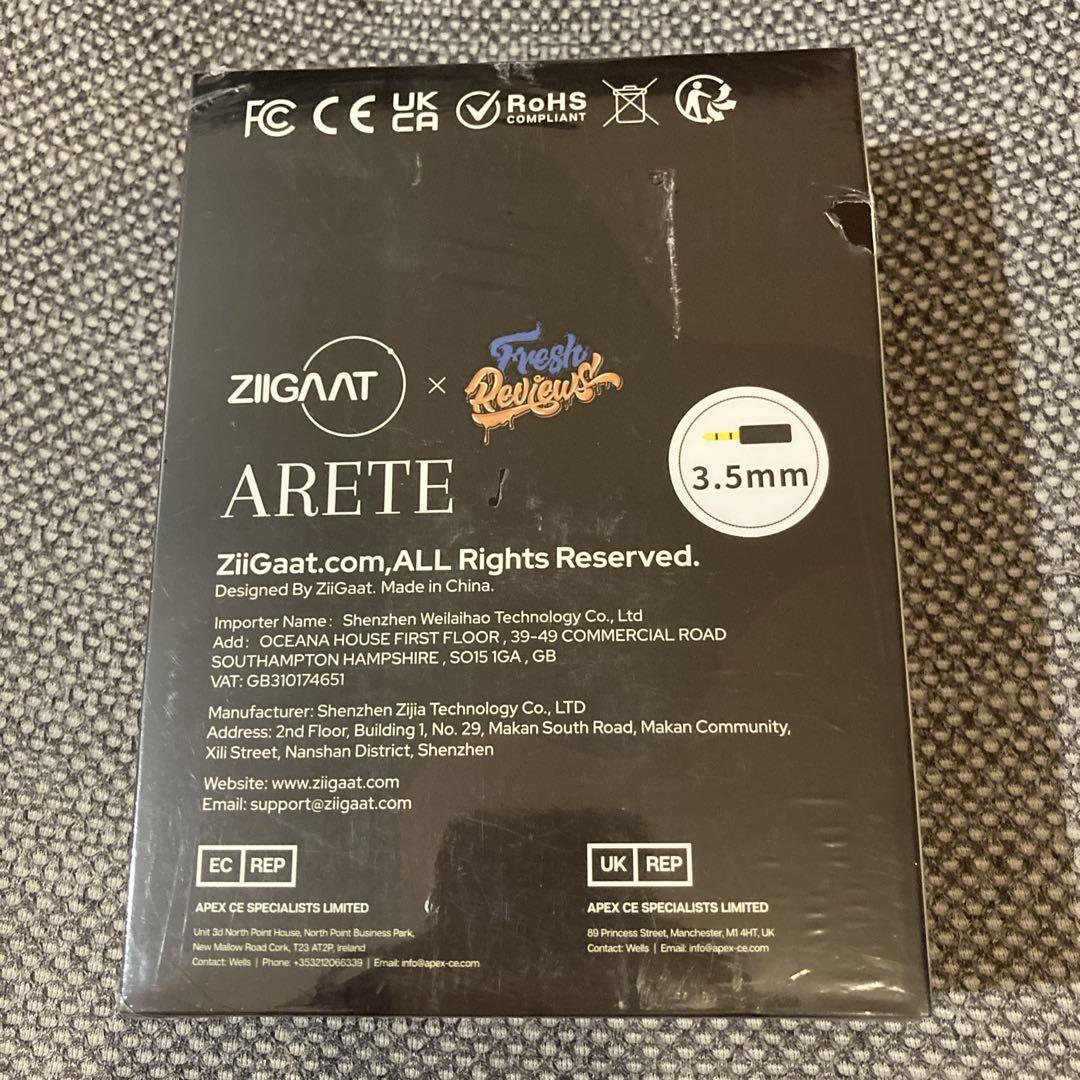 FC CE UK CA RoHS COMPLIANT
ZIIGAAT × Fresh Reviews
ARETE
3.5mm
ZiiGaat.com,ALL Rights Reserved.
Designed By ZiiGaat. Made in China.
Importer Name: Shenzhen Weilaihao Technology Co., Ltd
Add: OCEANA HOUSE FIRST FLOOR , 39-49 COMMERCIAL ROAD
SOUTHAMPTON HAMPSHIRE , SO15 1GA , GB
VAT: GB310174651
Manufacturer: Shenzhen Zijia Technology Co., LTD
Address: 2nd Floor, Building 1, No. 29, Makan South Road, Makan Community,
Xili Street, Nanshan District, Shenzhen
Website: www.ziigaat.com
Email: support@ziigaat.com
EC REP
APEX CE SPECIALISTS LIMITED
Unit 3d North Point House, North Point Business Park,
New Mallow Road Cork, T23 AT2P, Ireland
Contact: Wells | Phone: +353212066339 | Email: info@apex-ce.com
UK REP
APEX CE SPECIALISTS LIMITED
89 Princess Street, Manchester, M1 4HT, UK
Contact: Wells | Email: info@apex-ce.com